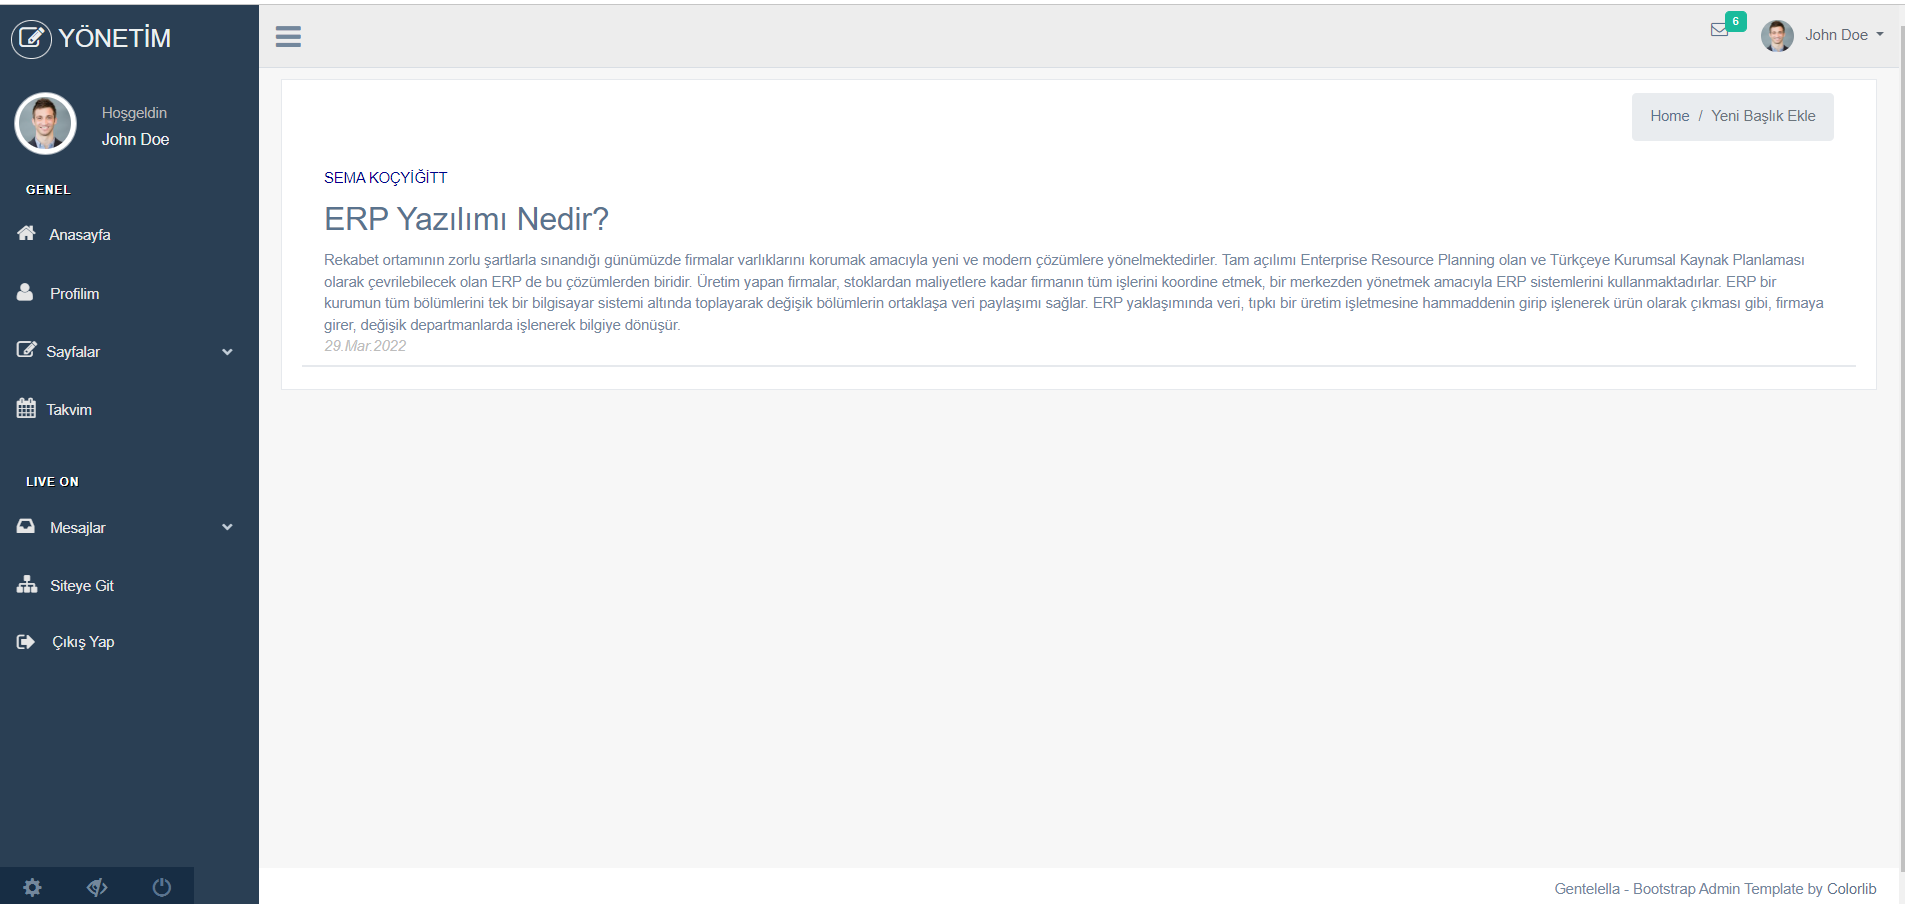 YÖNETİM
6
John Doe
Hoşgeldin
John Doe
GENEL
Anasayfa
Profilim
Sayfalar
Takvim
LIVE ON
Mesajlar
Siteye Git
Çıkış Yap
Home / Yeni Başlık Ekle
SEMA KOÇYİĞİTT
ERP Yazılımı Nedir?
Rekabet ortamının zorlu şartlarla sınandığı günümüzde firmalar varlıklarını korumak amacıyla yeni ve modern çözümlere yönelmektedirler. Tam açılımı Enterprise Resource Planning olan ve Türkçeye Kurumsal Kaynak Planlaması
olarak çevrilebilecek olan ERP de bu çözümlerden biridir. Üretim yapan firmalar, stoklardan maliyetlere kadar firmanın tüm işlerini koordine etmek, bir merkezden yönetmek amacıyla ERP sistemlerini kullanmaktadırlar. ERP bir
kurumun tüm bölümlerini tek bir bilgisayar sistemi altında toplayarak değişik bölümlerin ortaklaşa veri paylaşımı sağlar. ERP yaklaşımında veri, tıpkı bir üretim işletmesine hammaddenin girip işlenerek ürün olarak çıkması gibi, firmaya
girer, değişik departmanlarda işlenerek bilgiye dönüşür.
29.Mar.2022
Gentelella - Bootstrap Admin Template by Colorlib